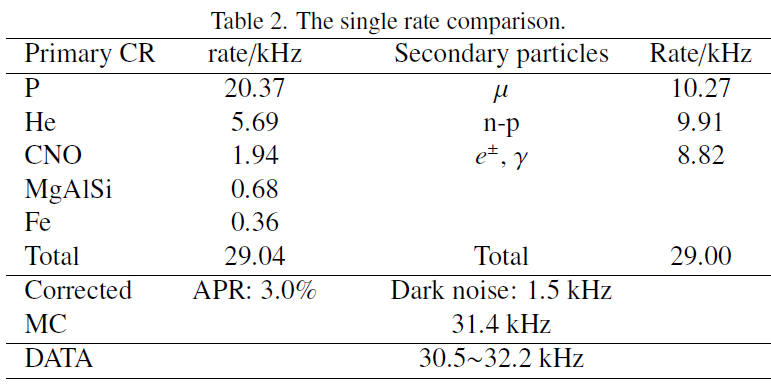 Table 2. The single rate comparison.
Primary CR rate/kHz Secondary particles Rate/kHz
P 20.37 μ 10.27
He 5.69 n-p 9.91
CNO 1.94 e±, γ 8.82
MgAlSi 0.68
Fe 0.36
Total 29.04 Total 29.00
Corrected APR: 3.0% Dark noise: 1.5 kHz
MC 31.4 kHz
DATA 30.5~32.2 kHz